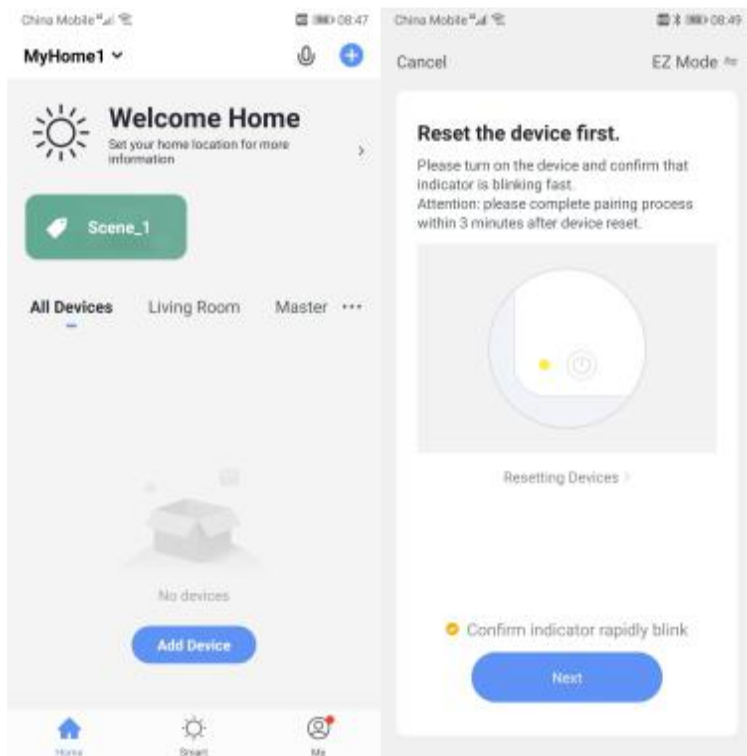 China Mobile
08:47
MyHome1
Welcome Home
Set your home location for more
information
Scene_1
All Devices
Living Room
Master
No devices
Add Device
Home
Smart
Me
China Mobile
08:49
Cancel
EZ Mode
Reset the device first.
Please turn on the device and confirm that
indicator is blinking fast.
Attention: please complete pairing process
within 3 minutes after device reset.
Resetting Devices
Confirm indicator rapidly blink
Next